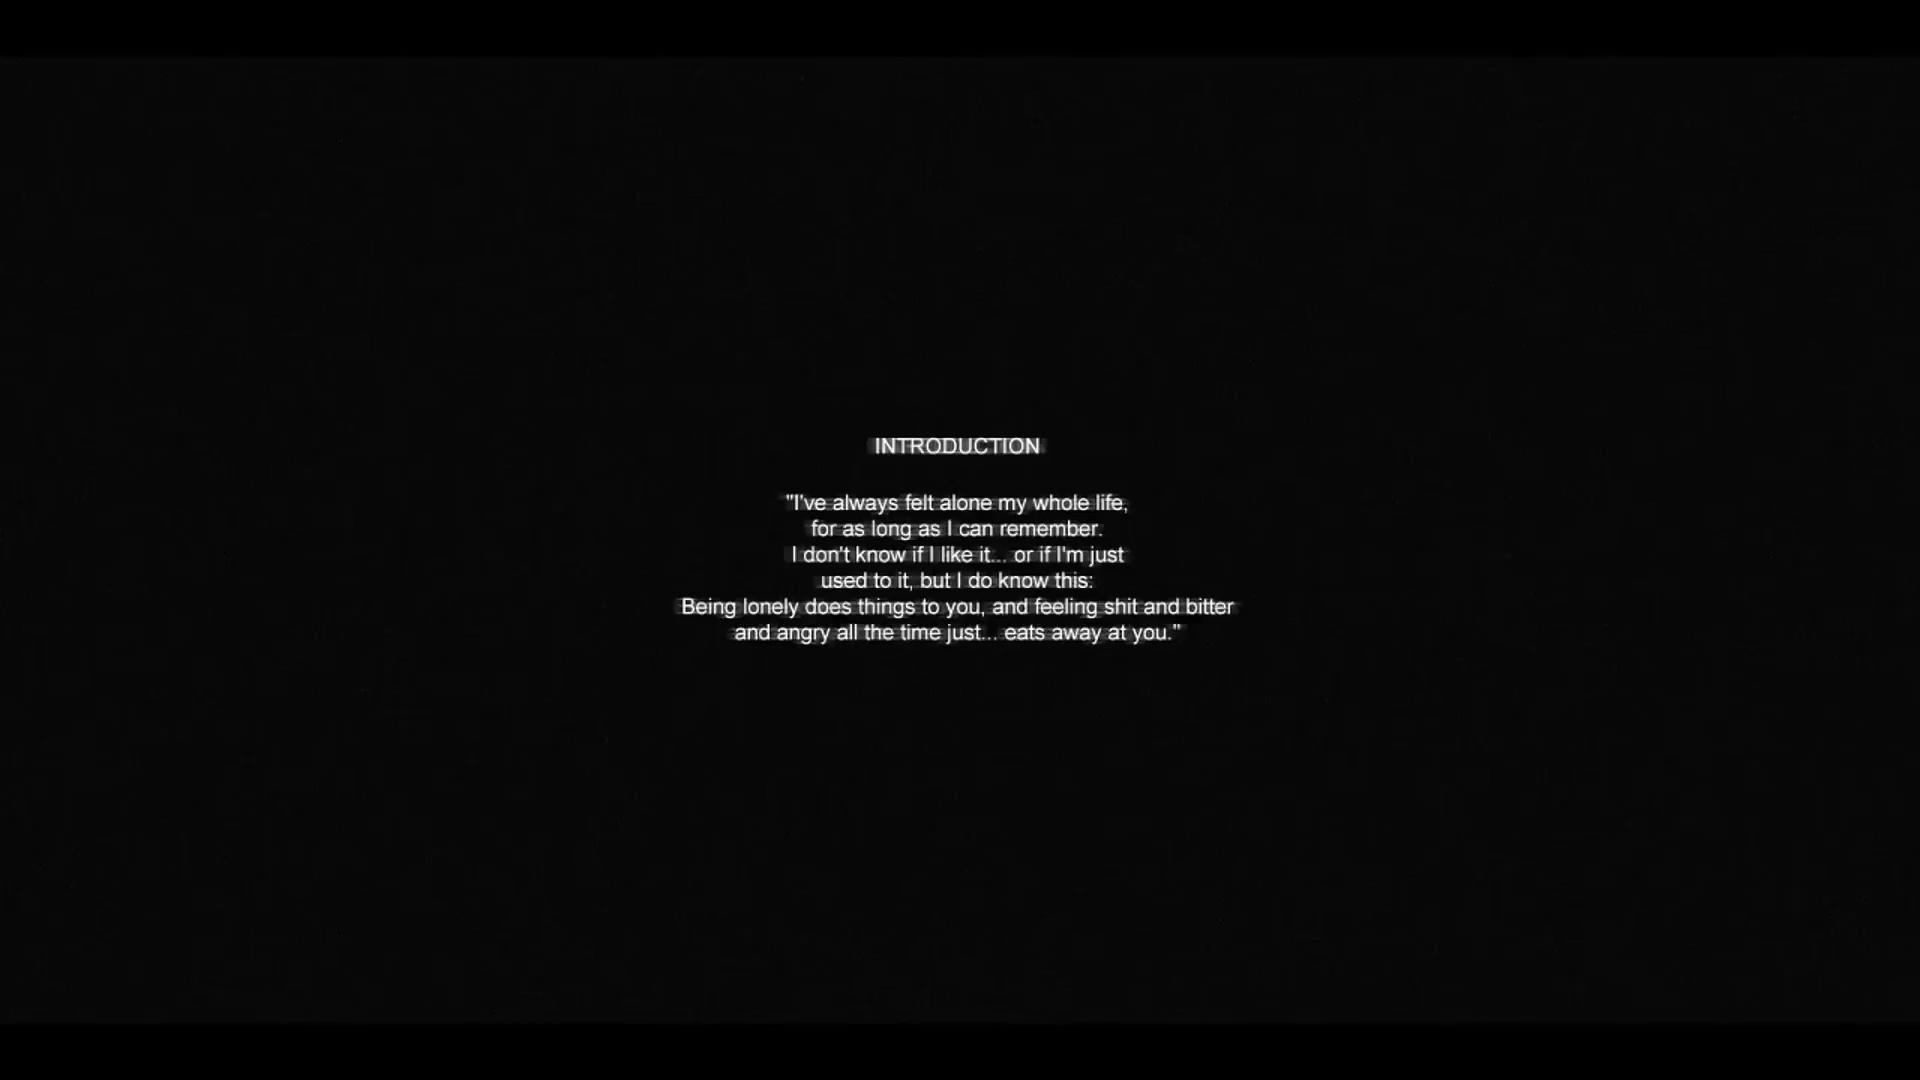 INTRODUCTION
"I've always felt alone my whole life,
for as long as I can remember.
I don't know if I like it... or if I'm just
used to it, but I do know this:
Being lonely does things to you, and feeling shit and bitter
and angry all the time just... eats away at you."